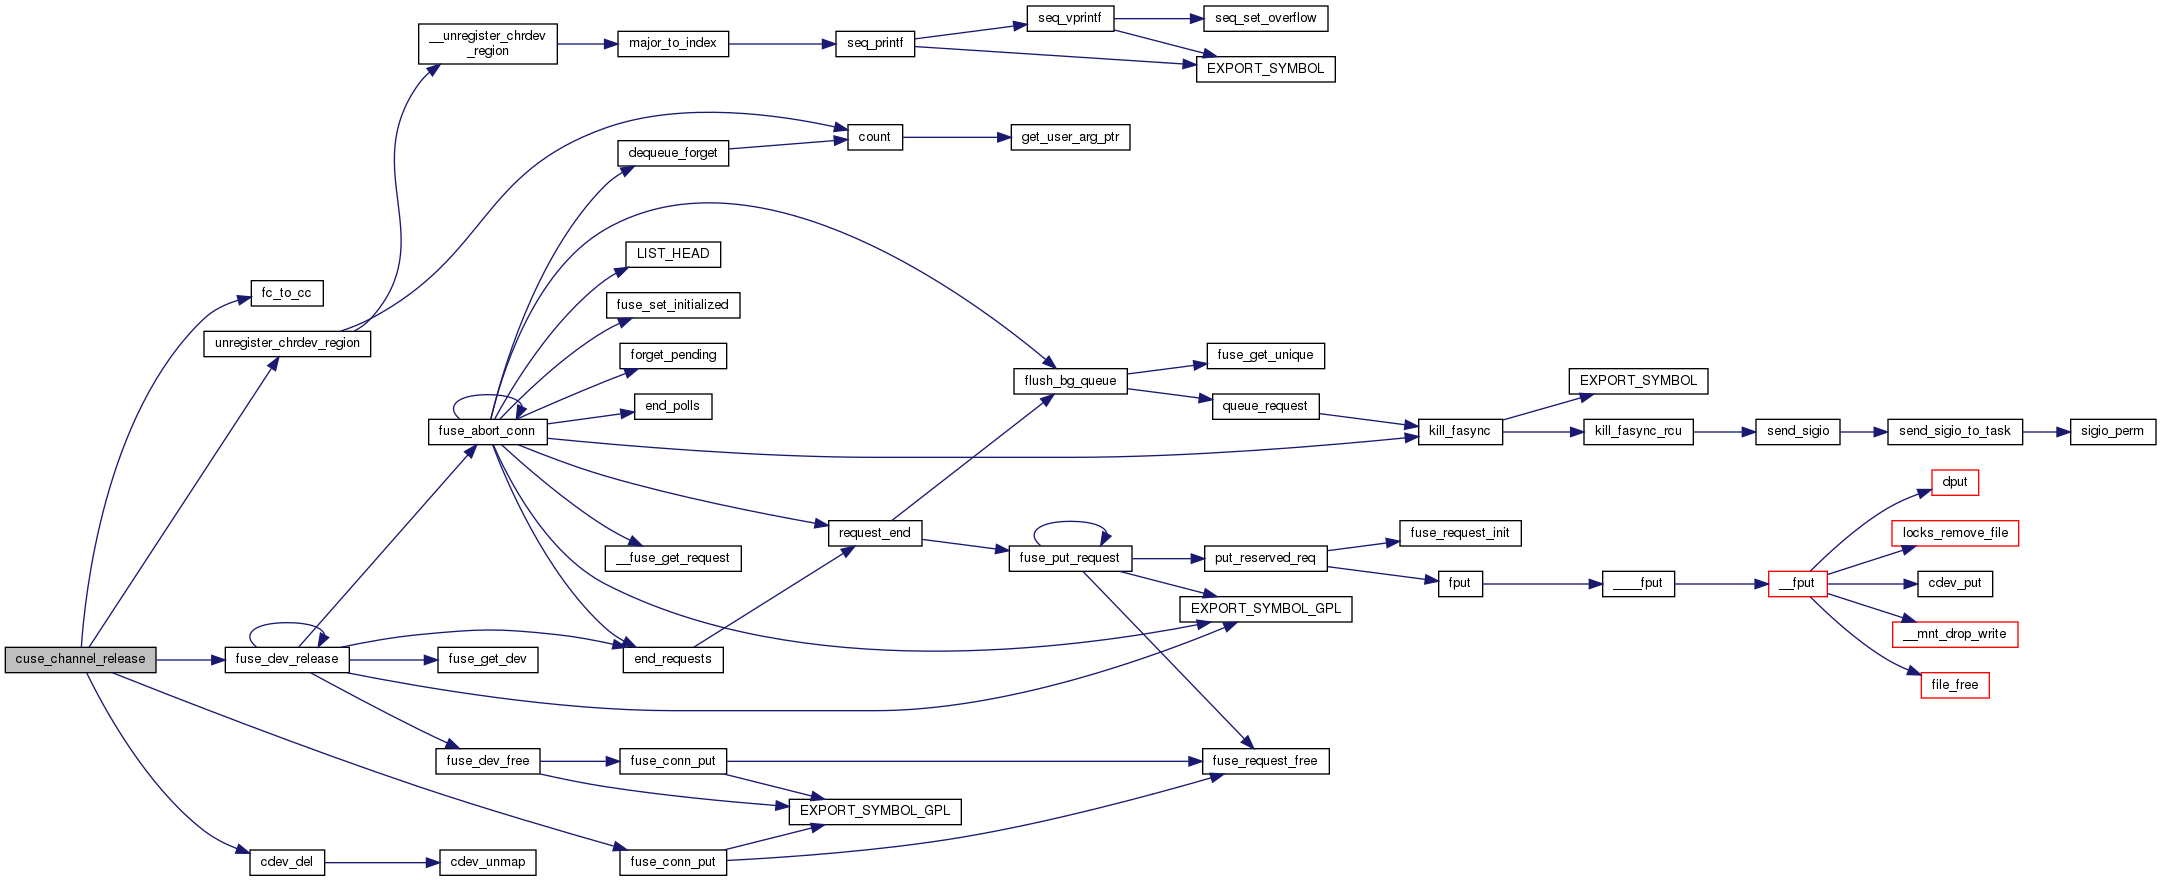 cuse_channel_release
fc_to_cc
unregister_chrdev_region
fuse_dev_release
cdev_del
__unregister_chrdev
_region
fuse_abort_conn
fuse_get_dev
fuse_dev_free
cdev_unmap
major_to_index
dequeue_forget
LIST_HEAD
fuse_set_initialized
forget_pending
end_polls
__fuse_get_request
end_requests
fuse_conn_put
fuse_conn_put
seq_printf
count
request_end
EXPORT_SYMBOL_GPL
seq_vprintf
get_user_arg_ptr
flush_bg_queue
fuse_put_request
seq_set_overflow
EXPORT_SYMBOL
fuse_get_unique
queue_request
put_reserved_req
EXPORT_SYMBOL_GPL
fuse_request_free
kill_fasync
fuse_request_init
fput
EXPORT_SYMBOL
kill_fasync_rcu
____fput
send_sigio
__fput
send_sigio_to_task
dput
locks_remove_file
cdev_put
__mnt_drop_write
file_free
sigio_perm